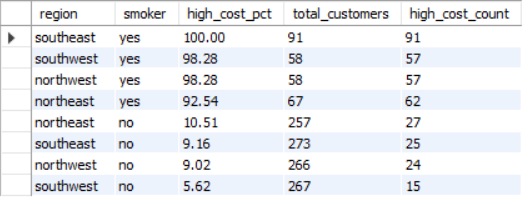 region smoker high_cost_pct total_customers high_cost_count
southeast yes 100.00 91 91
southwest yes 98.28 58 57
northwest yes 98.28 58 57
northeast yes 92.54 67 62
northeast no 10.51 257 27
southeast no 9.16 273 25
northwest no 9.02 266 24
southwest no 5.62 267 15